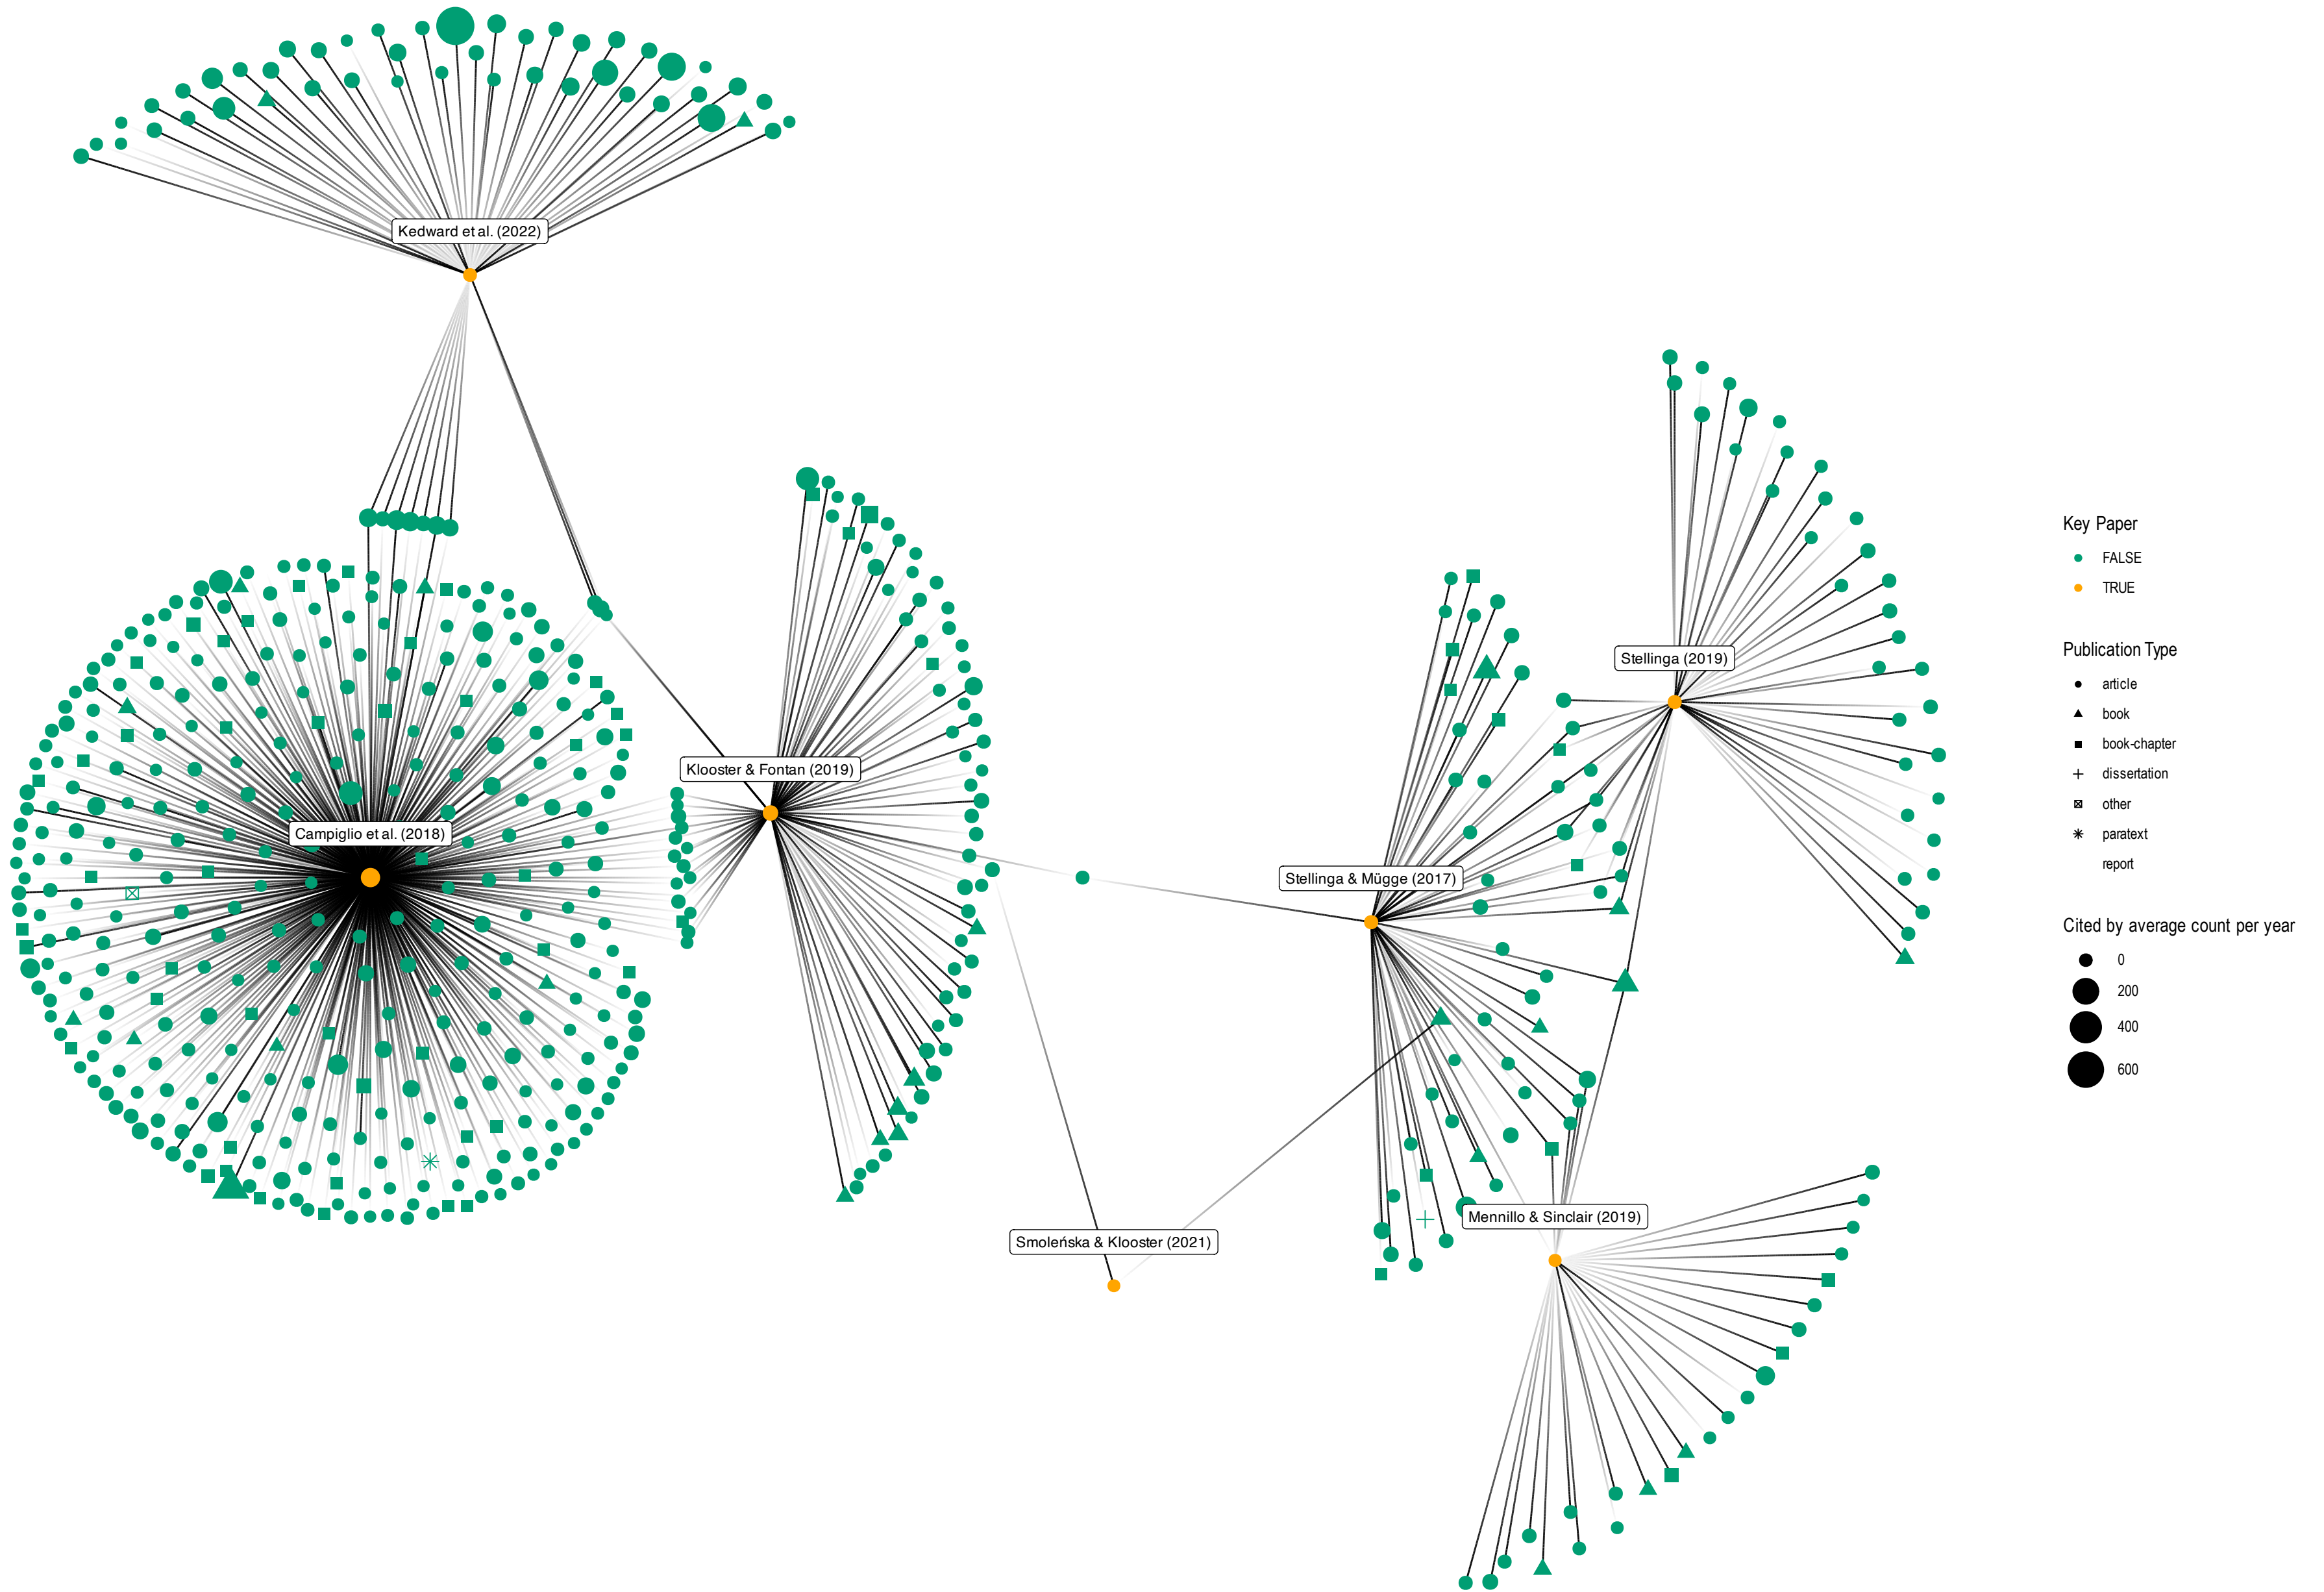 Kedward et al. (2022)
Stellinga (2019)
Klooster & Fontan (2019)
Campiglio et al. (2018)
Stellinga & Mügge (2017)
Mennillo & Sinclair (2019)
Smoleńska & Klooster (2021)
Key Paper
FALSE
TRUE
Publication Type
article
book
book-chapter
dissertation
other
paratext
report
Cited by average count per year
0
200
400
600